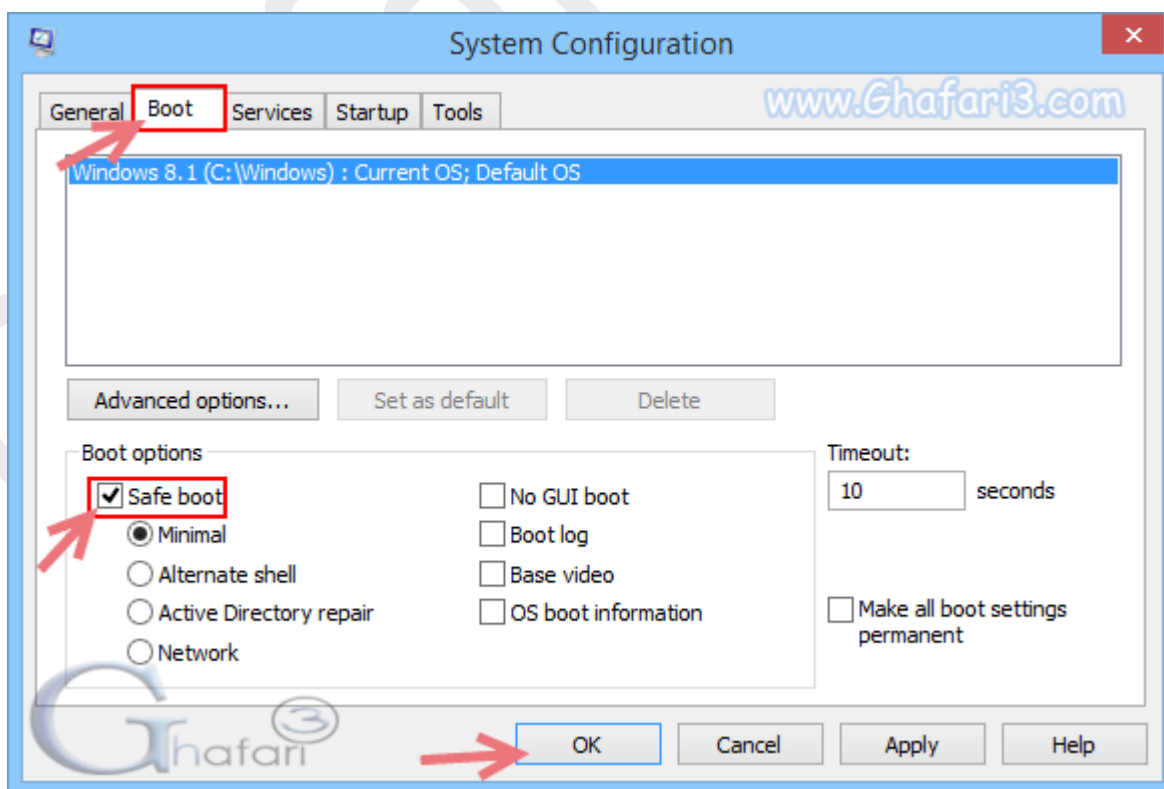 System Configuration
www.Ghafari3.com
General Boot Services Startup Tools
Windows 8.1 (C:\Windows) : Current OS; Default OS
Advanced options... Set as default Delete
Boot options
Timeout:
Safe boot No GUI boot 10 seconds
Minimal Boot log
Alternate shell Base video
Active Directory repair OS boot information Make all boot settings
permanent
Network
Ghafari 3
OK Cancel Apply Help